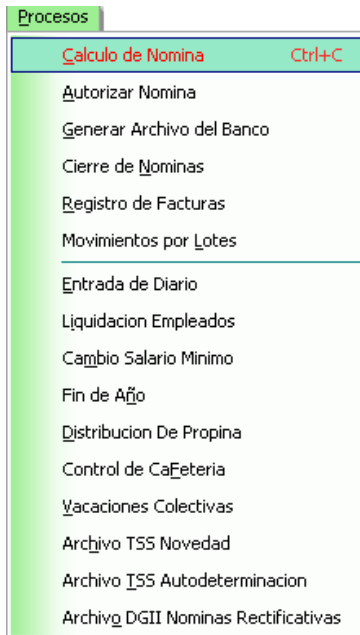 Procesos
Calculo de Nomina Ctrl+C
Autorizar Nomina
Generar Archivo del Banco
Cierre de Nominas
Registro de Facturas
Movimientos por Lotes
Entrada de Diario
Liquidacion Empleados
Cambio Salario Minimo
Fin de Año
Distribucion De Propina
Control de CaFeteria
Vacaciones Colectivas
Archivo TSS Novedad
Archivo TSS Autodeterminacion
Archivo DGII Nominas Rectificativas